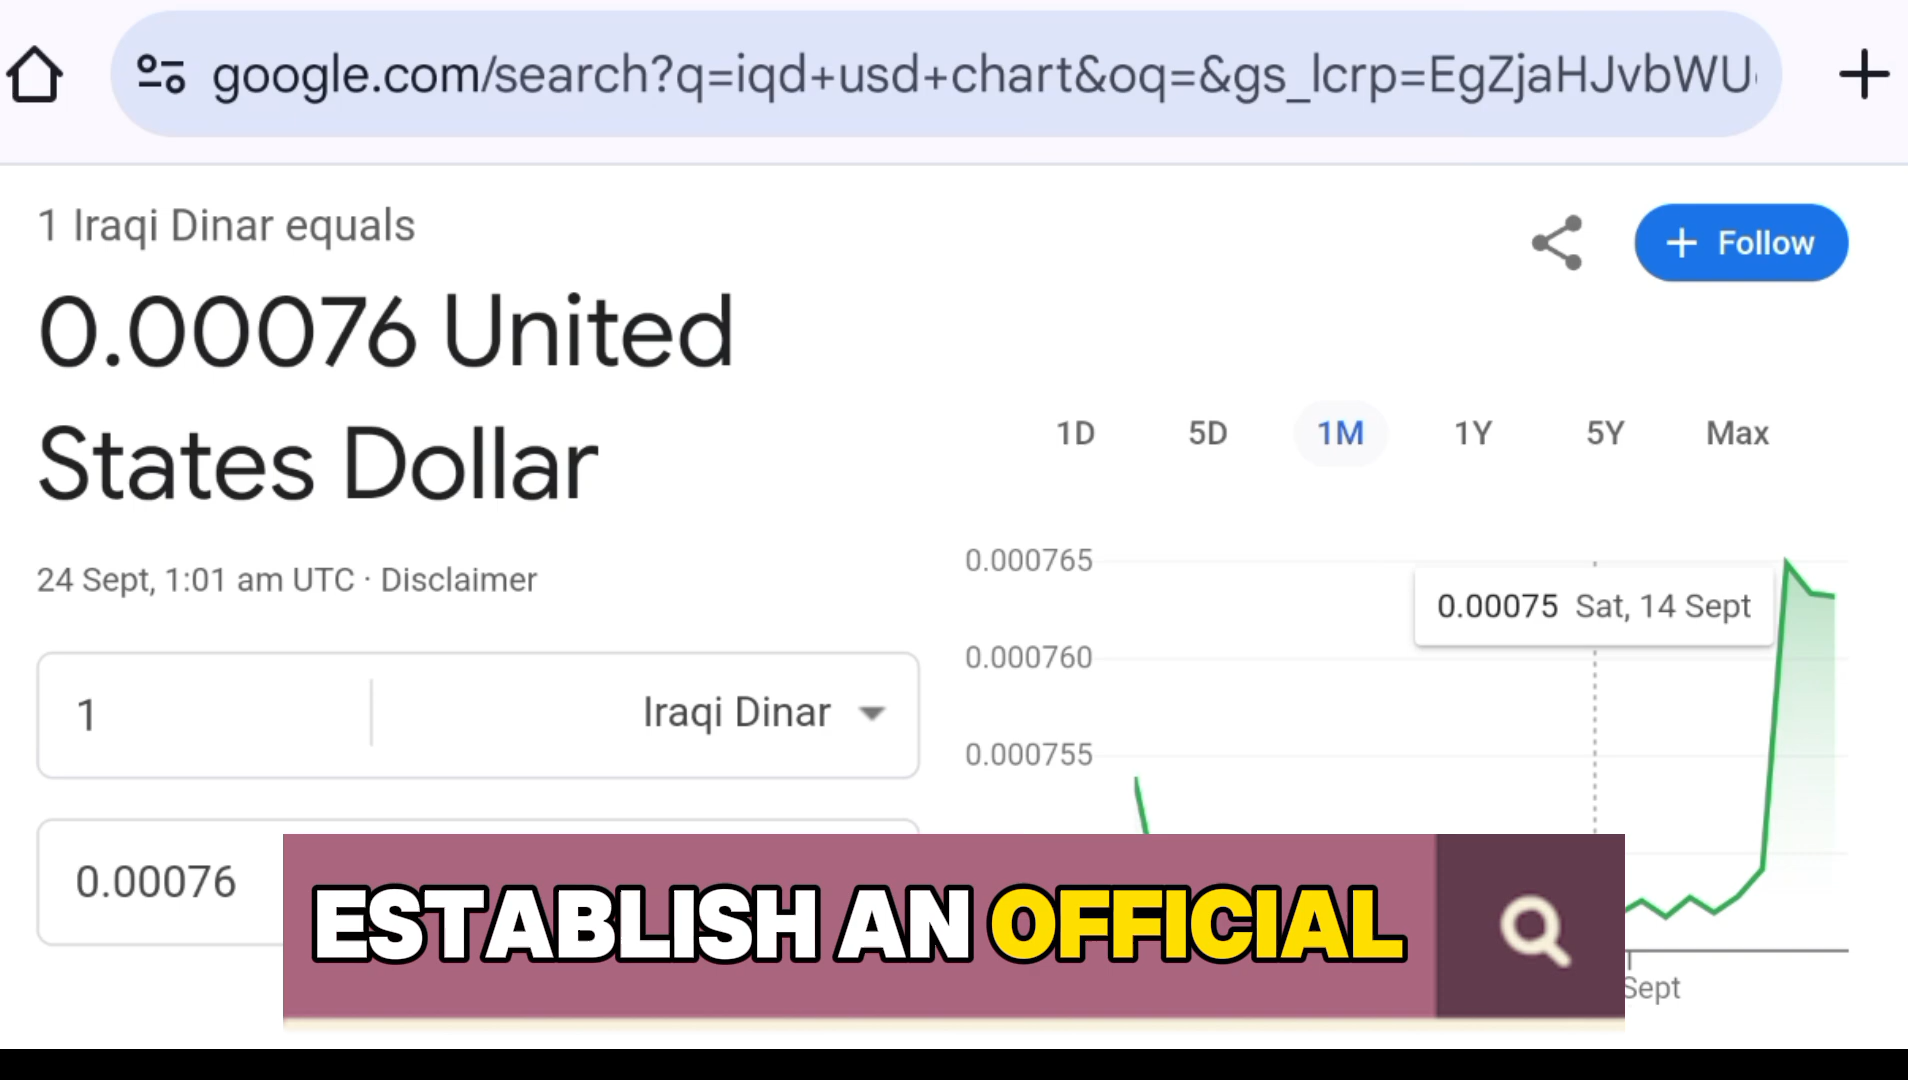 google.com/search?q=iqd+usd+chart&oq=&gs_lcrp=EgZjaHJvbWU
1 Iraqi Dinar equals
0.00076 United
States Dollar
24 Sept, 1:01 am UTC · Disclaimer
+ Follow
1D 5D 1M 1Y 5Y Max
1 Iraqi Dinar
0.00076
0.000765
0.00075 Sat, 14 Sept
0.000760
0.000755
Sept
ESTABLISH AN OFFICIAL